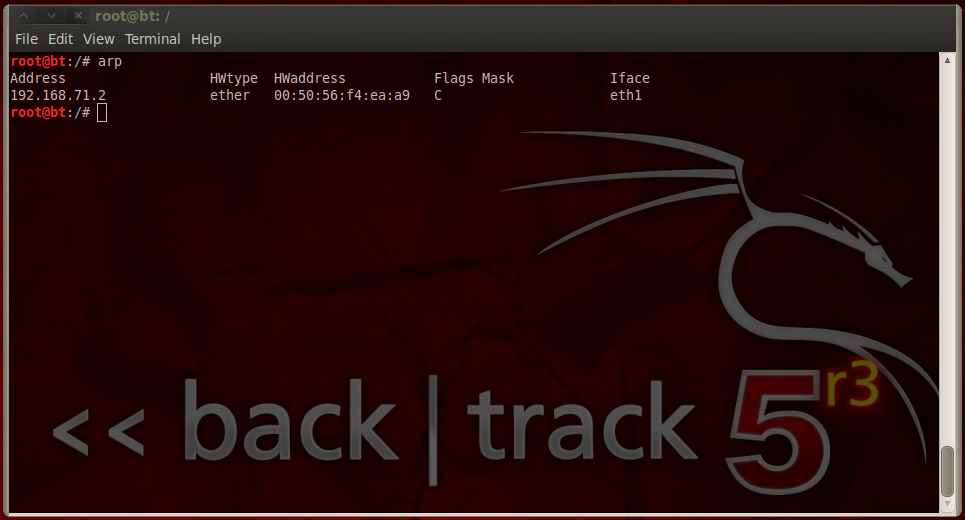 root@bt: /
File Edit View Terminal Help
root@bt:/# arp
Address                  HWtype  HWaddress           Flags Mask            Iface
192.168.71.2             ether   00:50:56:f4:ea:a9   C                     eth1
root@bt:/#
<< back | track 5 r3